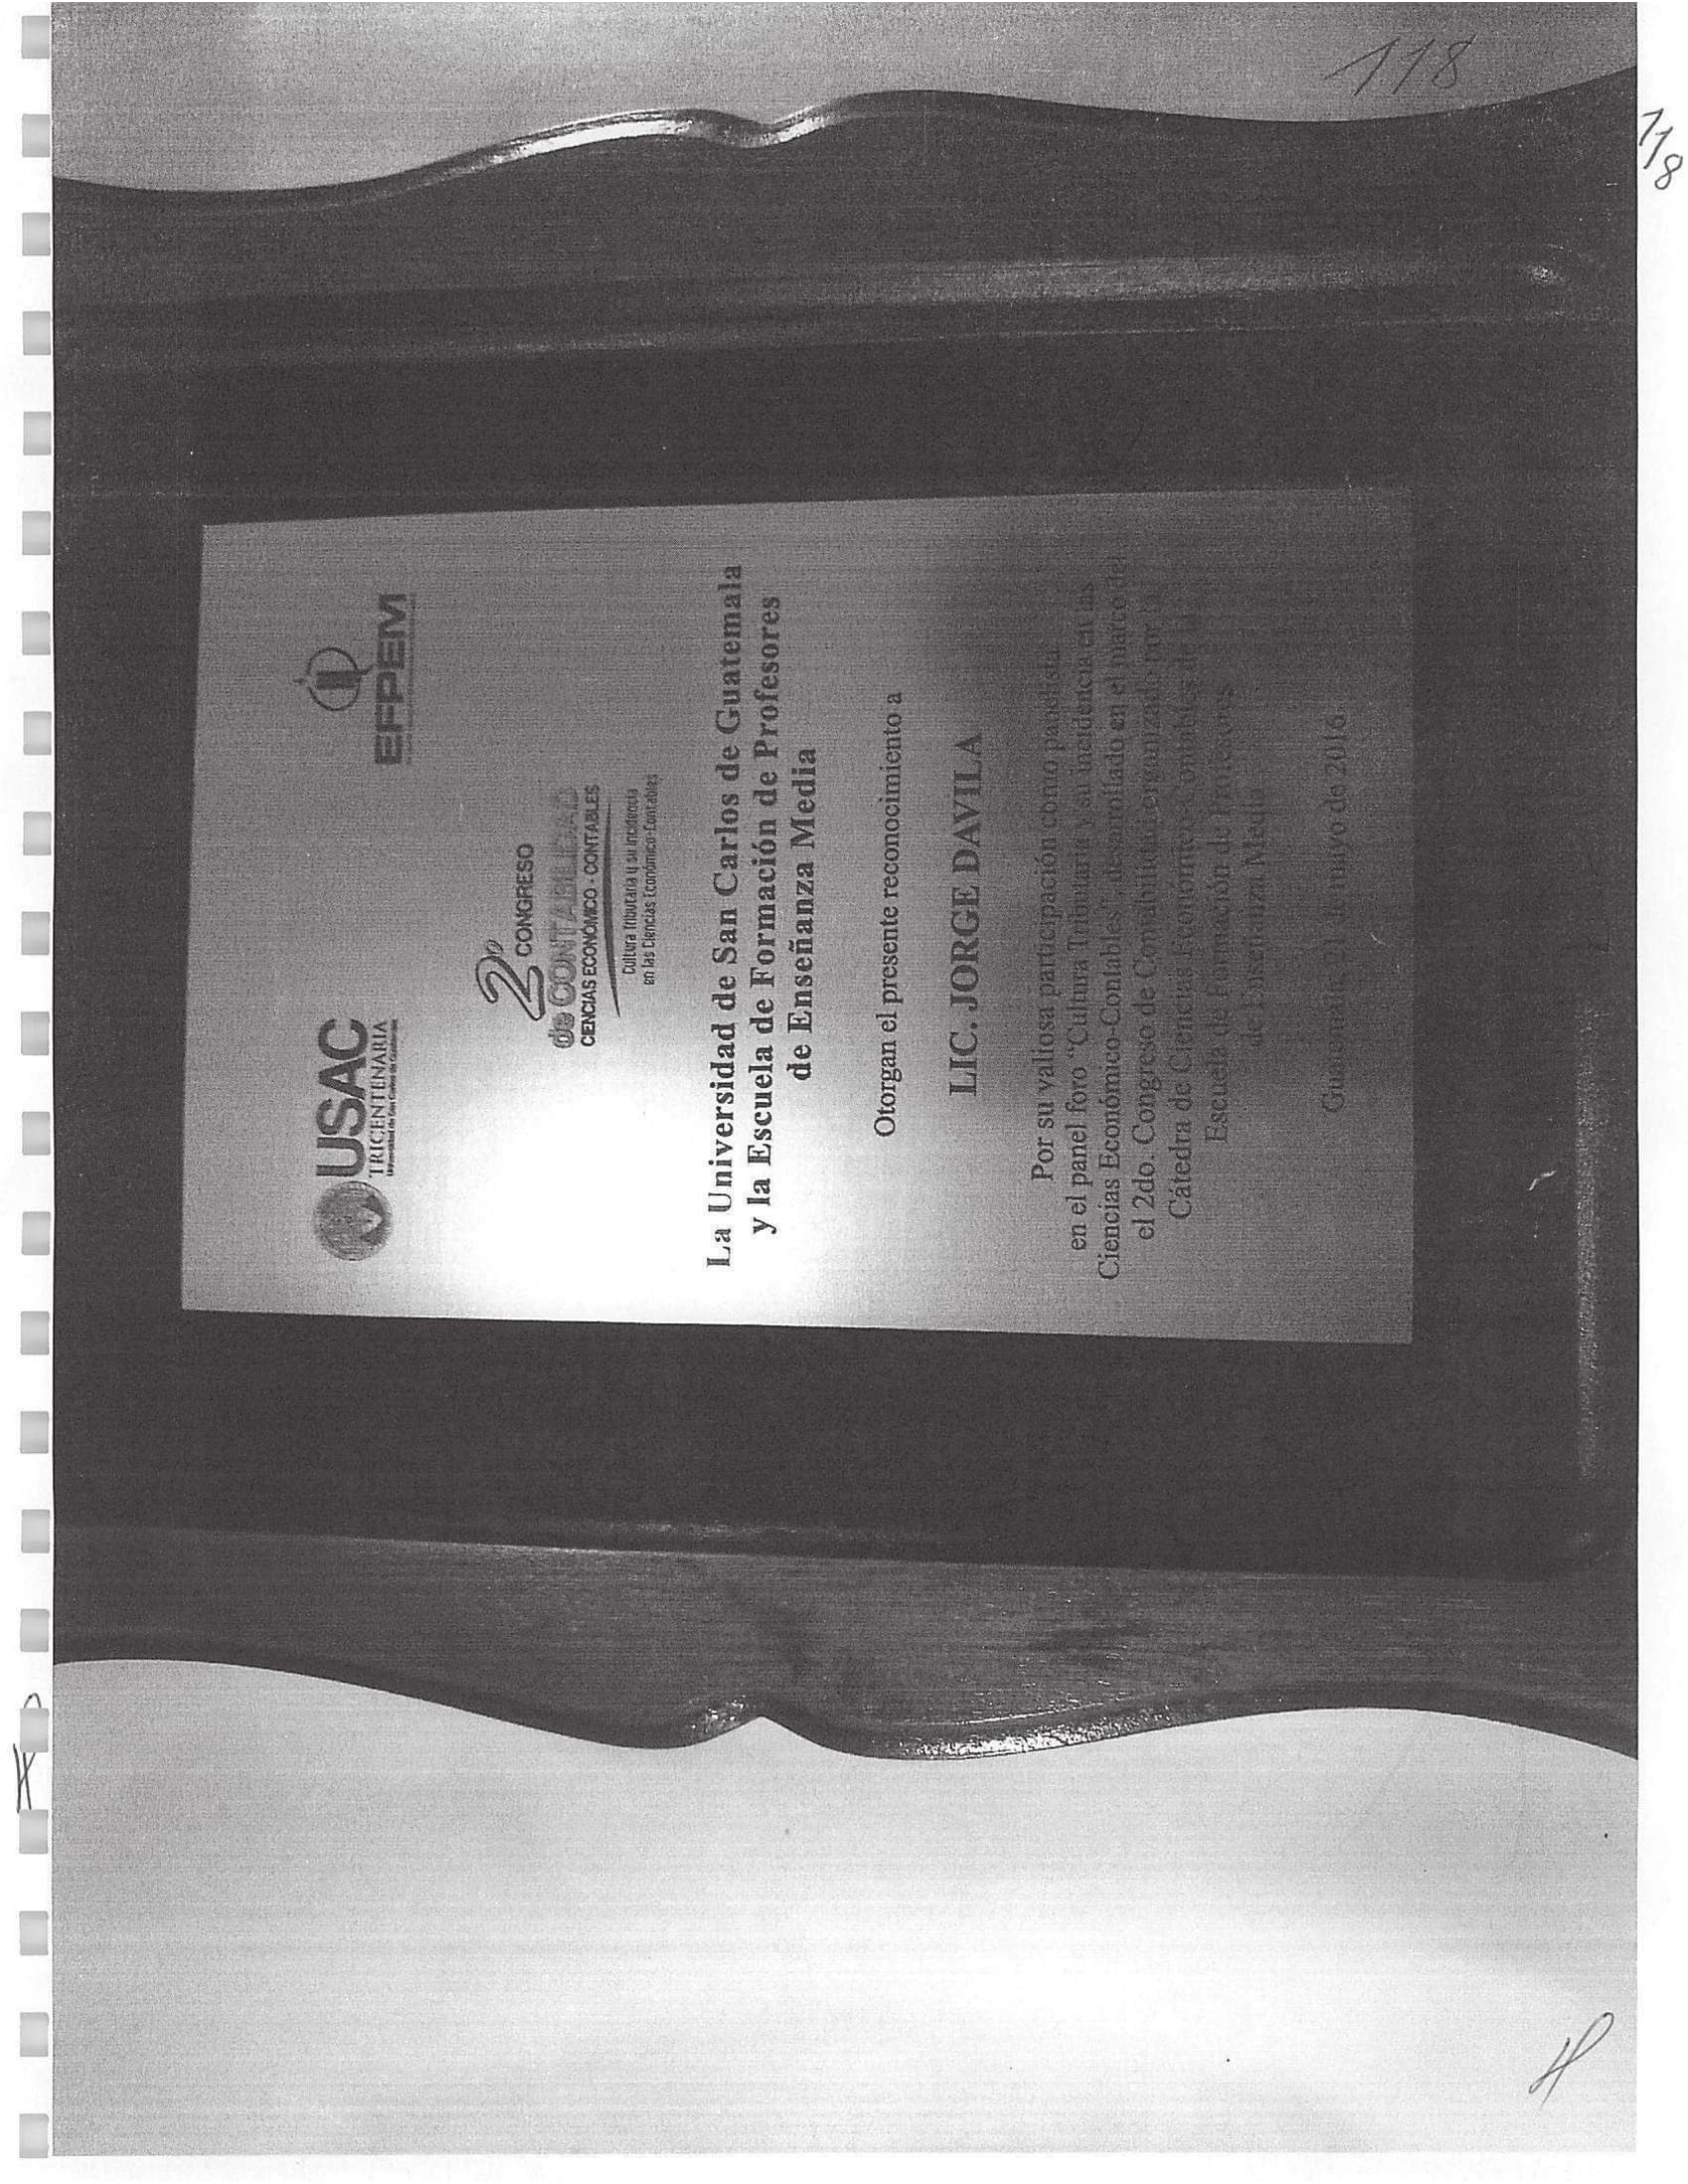 118
118
USAC
TRICENTENARIA
Universidad de San Carlos de Guatemala
EFPEM
2º CONGRESO
de CONTABILIDAD
CIENCIAS ECONÓMICO - CONTABLES
Cultura Tributaria y su incidencia
en las Ciencias Económico-Contables
La Universidad de San Carlos de Guatemala
y la Escuela de Formación de Profesores
de Enseñanza Media
Otorgan el presente reconocimiento a
LIC. JORGE DAVILA
Por su valiosa participación como panelista
en el panel foro "Cultura Tributaria y su incidencia en las
Ciencias Económico-Contables", desarrollado en el marco del
el 2do. Congreso de Contabilidad organizado por la
Cátedra de Ciencias Económico-Contables de la
Escuela de Formación de Profesores
de Enseñanza Media
Guatemala, de mayo de 2016